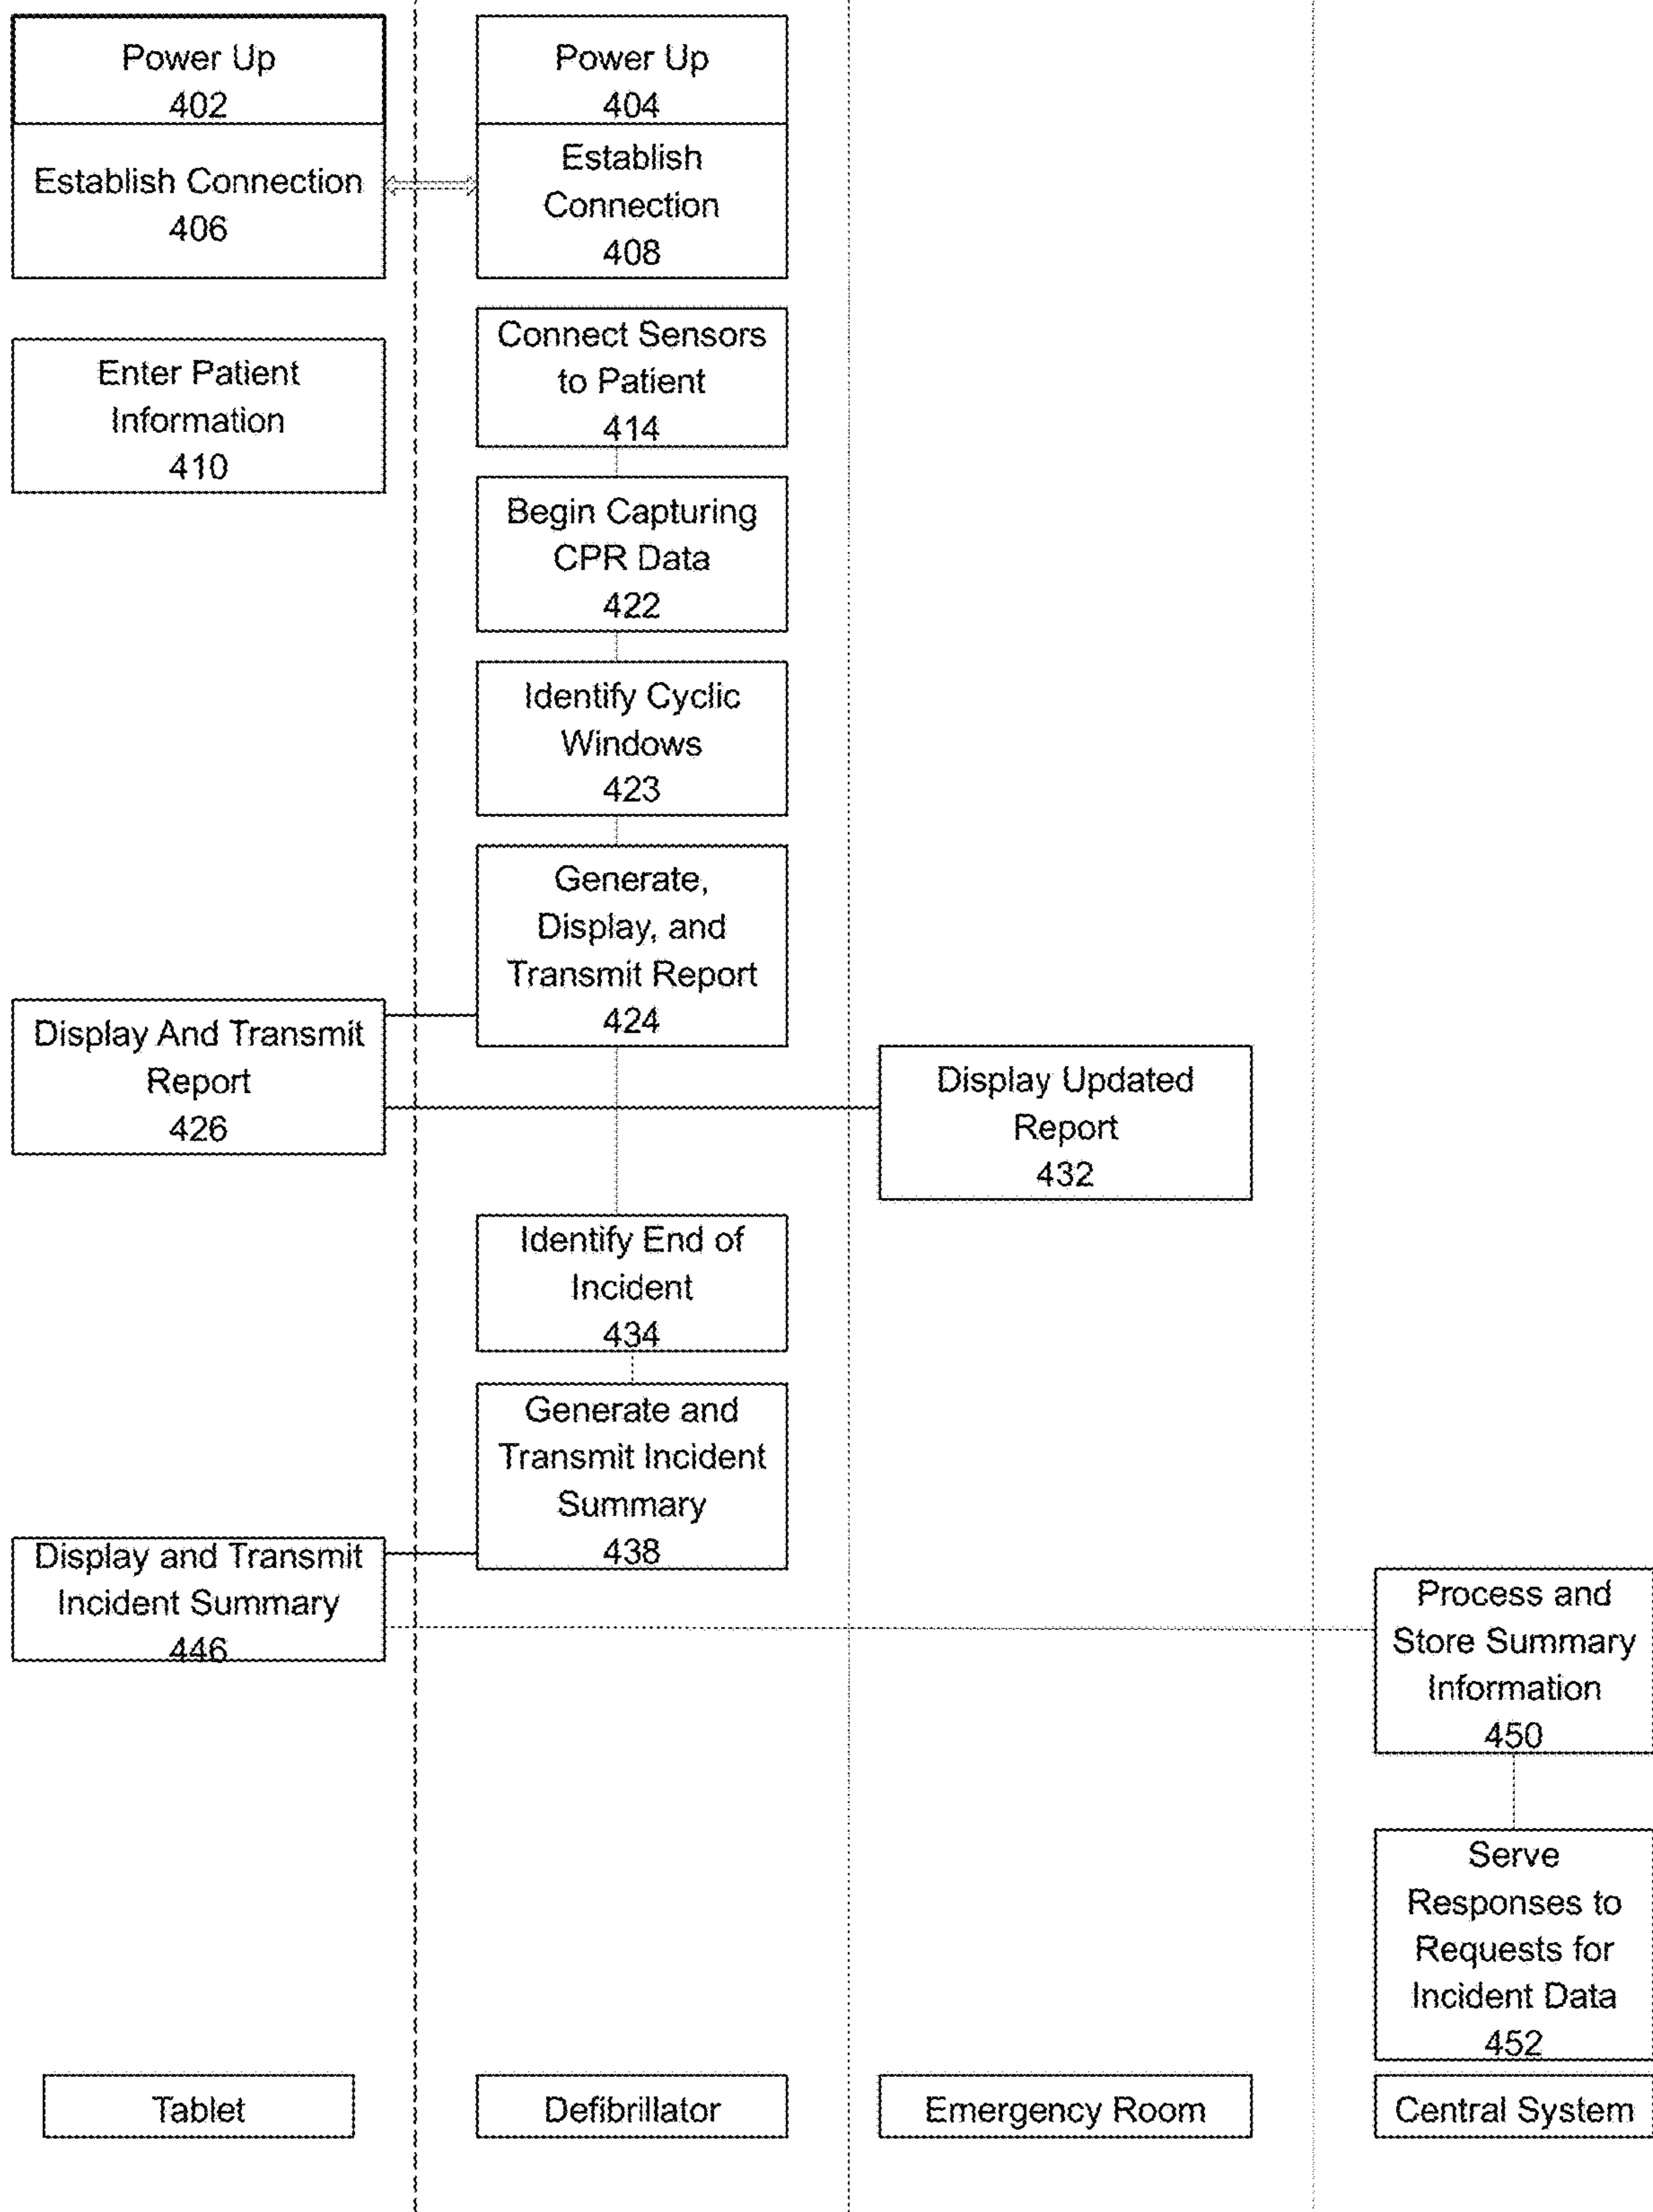 Power Up
402
Power Up
404
Establish Connection
406
Establish
Connection
408
Enter Patient
Information
410
Connect Sensors
to Patient
414
Begin Capturing
CPR Data
422
Identify Cyclic
Windows
423
Generate,
Display, and
Transmit Report
424
Display And Transmit
Report
426
Display Updated
Report
432
Identify End of
Incident
434
Generate and
Transmit Incident
Summary
438
Display and Transmit
Incident Summary
446
Process and
Store Summary
Information
450
Serve
Responses to
Requests for
Incident Data
452
Tablet
Defibrillator
Emergency Room
Central System